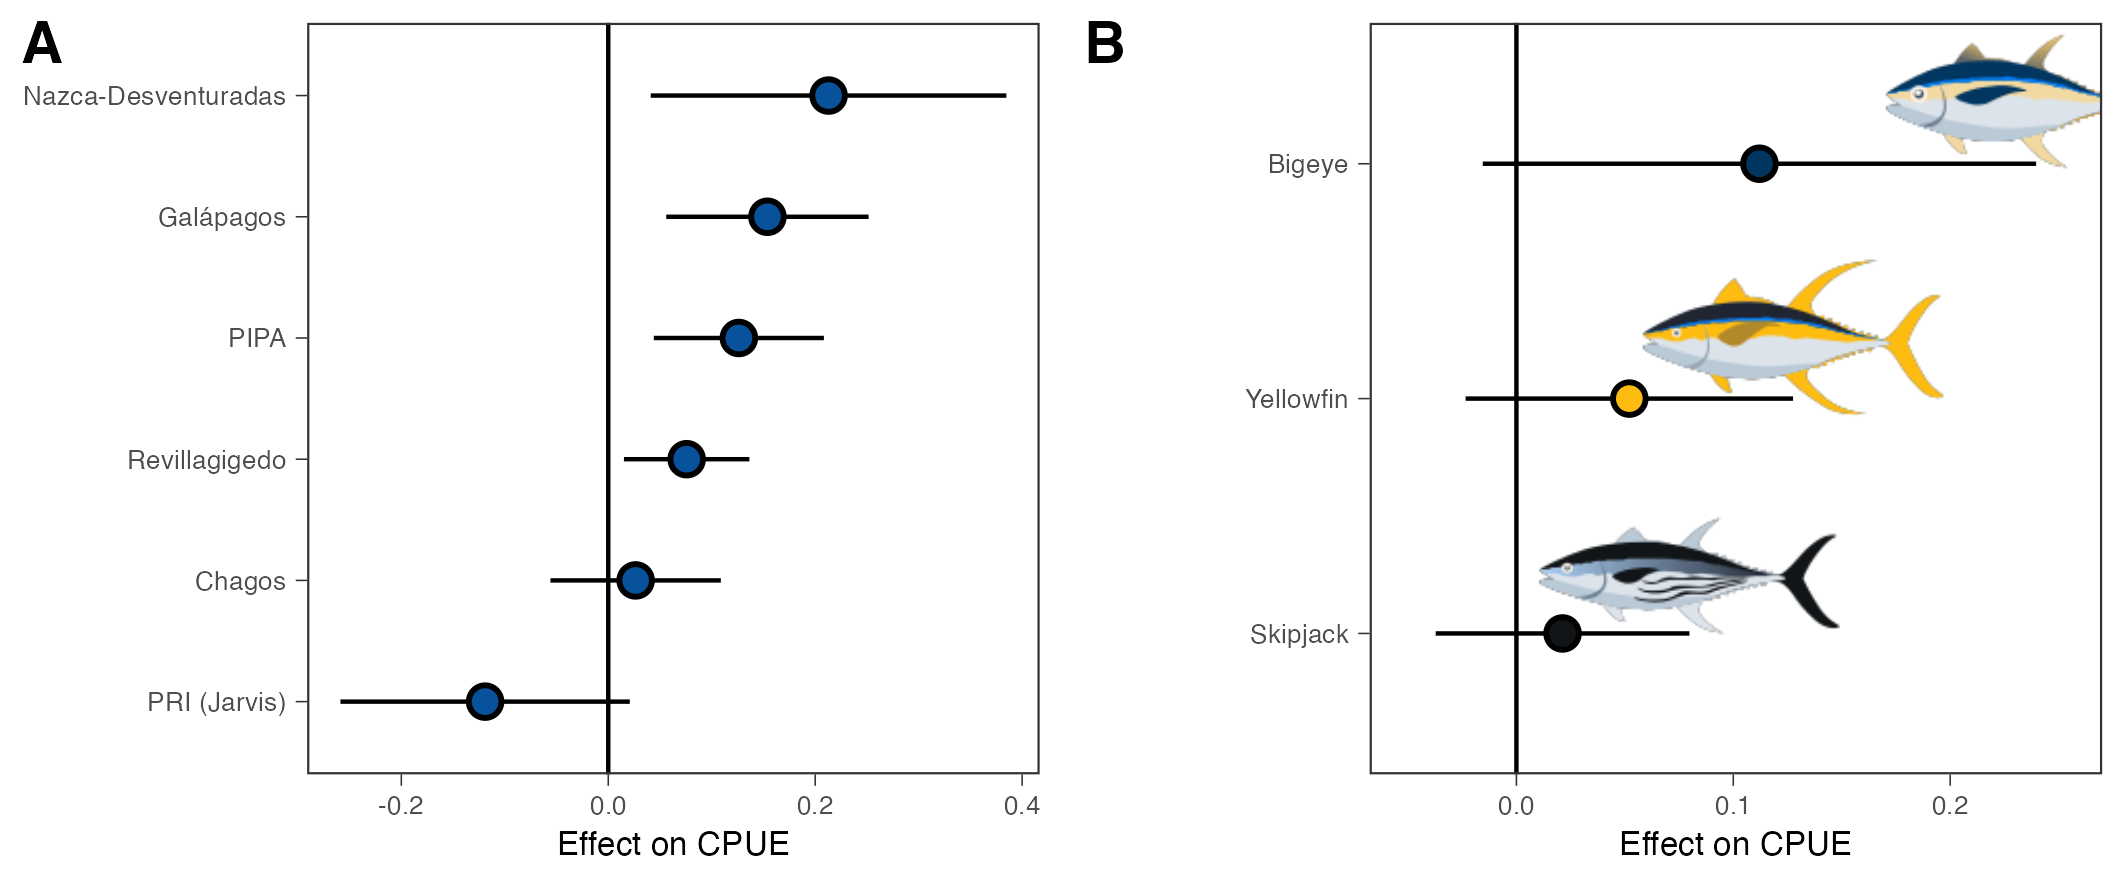 A
Nazca-Desventuradas
Galápagos
PIPA
Revillagigedo
Chagos
PRI (Jarvis)
-0.2 0.0 0.2 0.4
Effect on CPUE
B
Bigeye
Yellowfin
Skipjack
0.0 0.1 0.2
Effect on CPUE